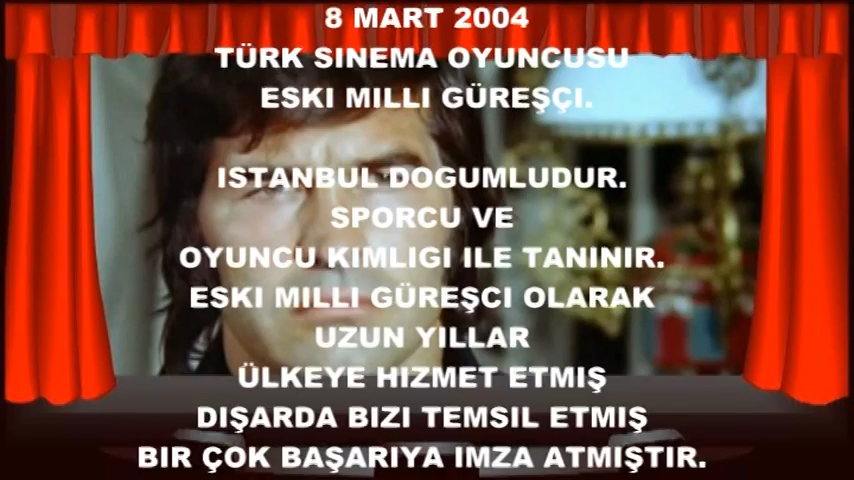 8 MART 2004
TÜRK SINEMA OYUNCUSU
ESKI MILLI GÜREŞÇI.
ISTANBUL DOGUMLUDUR.
SPORCU VE
OYUNCU KIMLIGI ILE TANINIR.
ESKI MILLI GÜREŞCI OLARAK
UZUN YILLAR
ÜLKEYE HIZMET ETMIŞ
DIŞARDA BIZI TEMSIL ETMIŞ
BIR ÇOK BAŞARIYA IMZA ATMIŞTIR.